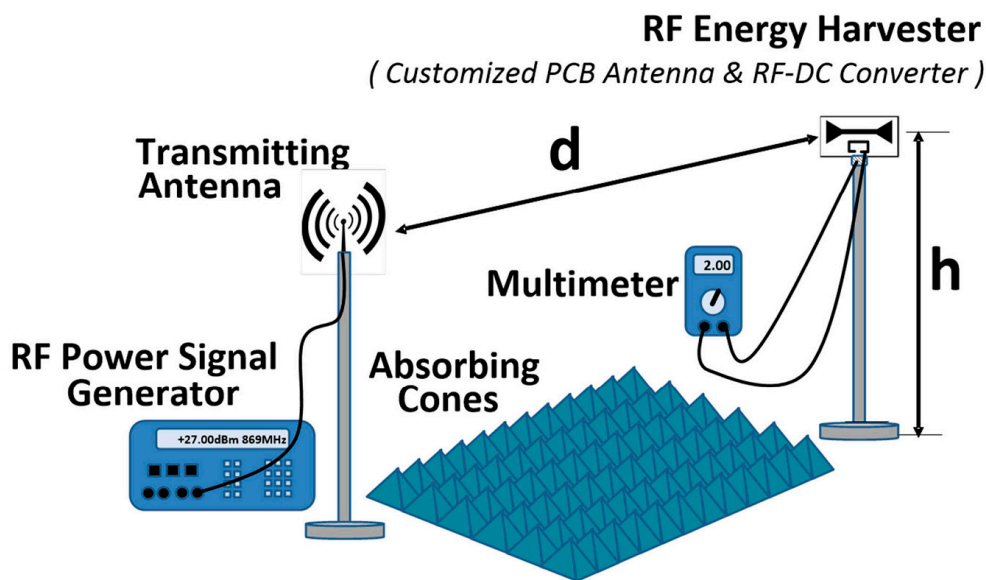 RF Energy Harvester
( Customized PCB Antenna & RF-DC Converter )
Transmitting
Antenna
d
h
Multimeter
2.00
RF Power Signal
Generator
+27.00dBm 869MHz
Absorbing
Cones